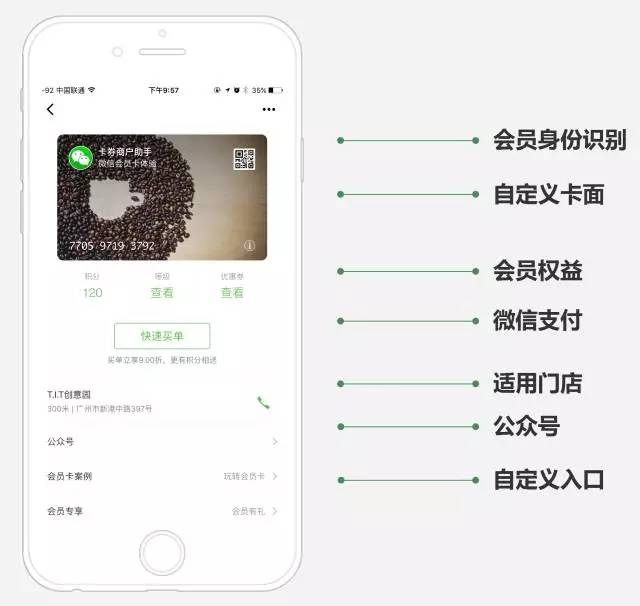 -92 中国联通 下午9:57 35%
卡券商户助手
微信会员卡体验
7705 9719 3792
积分 等级 优惠券
120 查看 查看
快速买单
买单立享9.00折，更有积分相送
T.I.T创意园
300米 | 广州市新港中路397号
公众号
会员卡案例 玩转会员卡
会员专享 会员有礼
会员身份识别
自定义卡面
会员权益
微信支付
适用门店
公众号
自定义入口